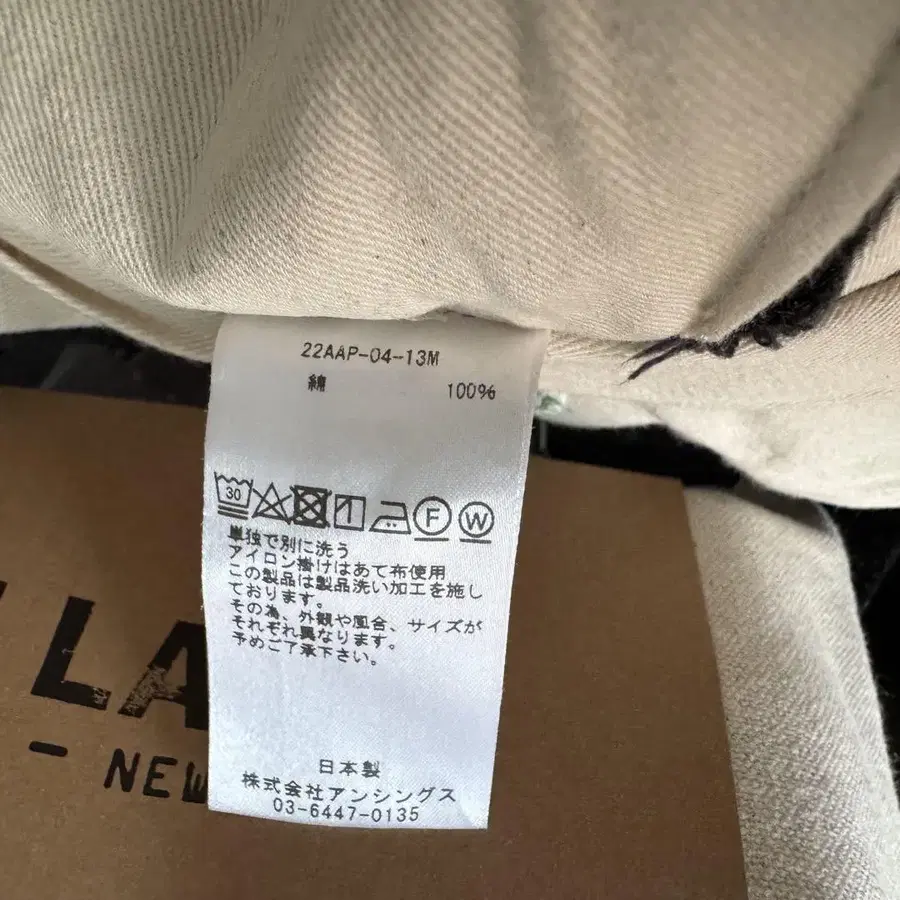 22AAP-04-13M
綿 100%
30
F W
単独で別に洗う
アイロン掛けはあて布使用
この製品は製品洗い加工を施し
ております。
その為、外観や風合、サイズが
それぞれ異なります。
予めご了承下さい。
日本製
株式会社アンシングス
03-6447-0135
LA
- NEW